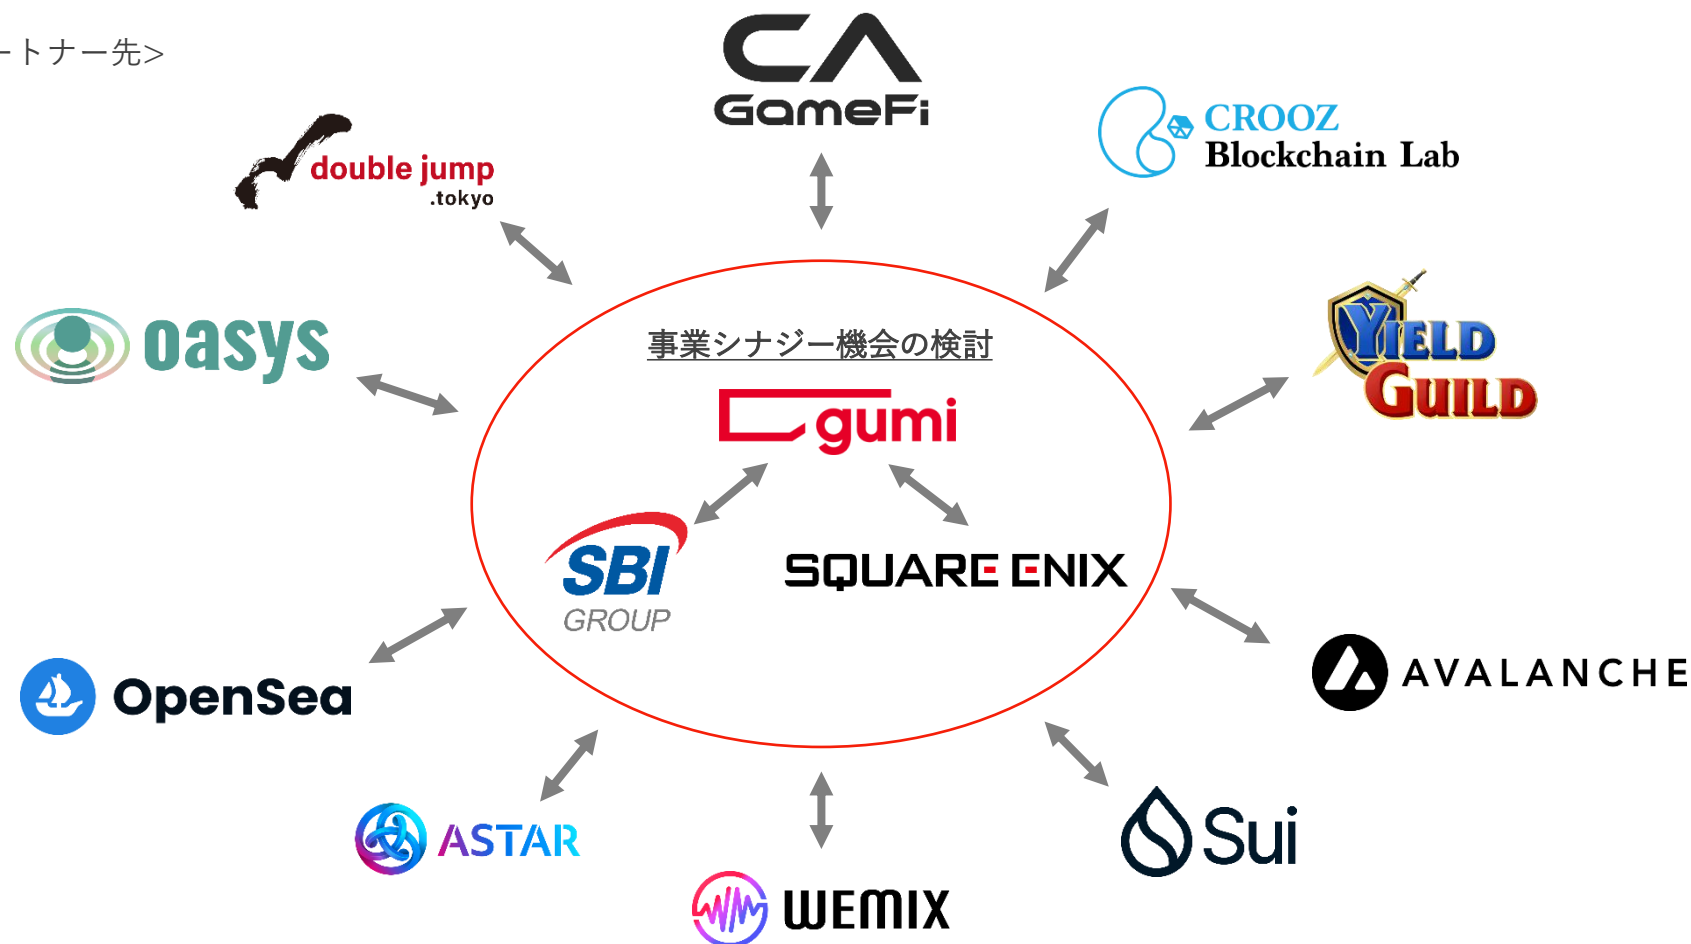 ートナー先>
CA
GameFi
double jump
.tokyo
CROOZ
Blockchain Lab
oasys
YIELD
GUILD
事業シナジー機会の検討
gumi
SBI
GROUP
SQUARE ENIX
OpenSea
AVALANCHE
ASTAR
Sui
WEMIX